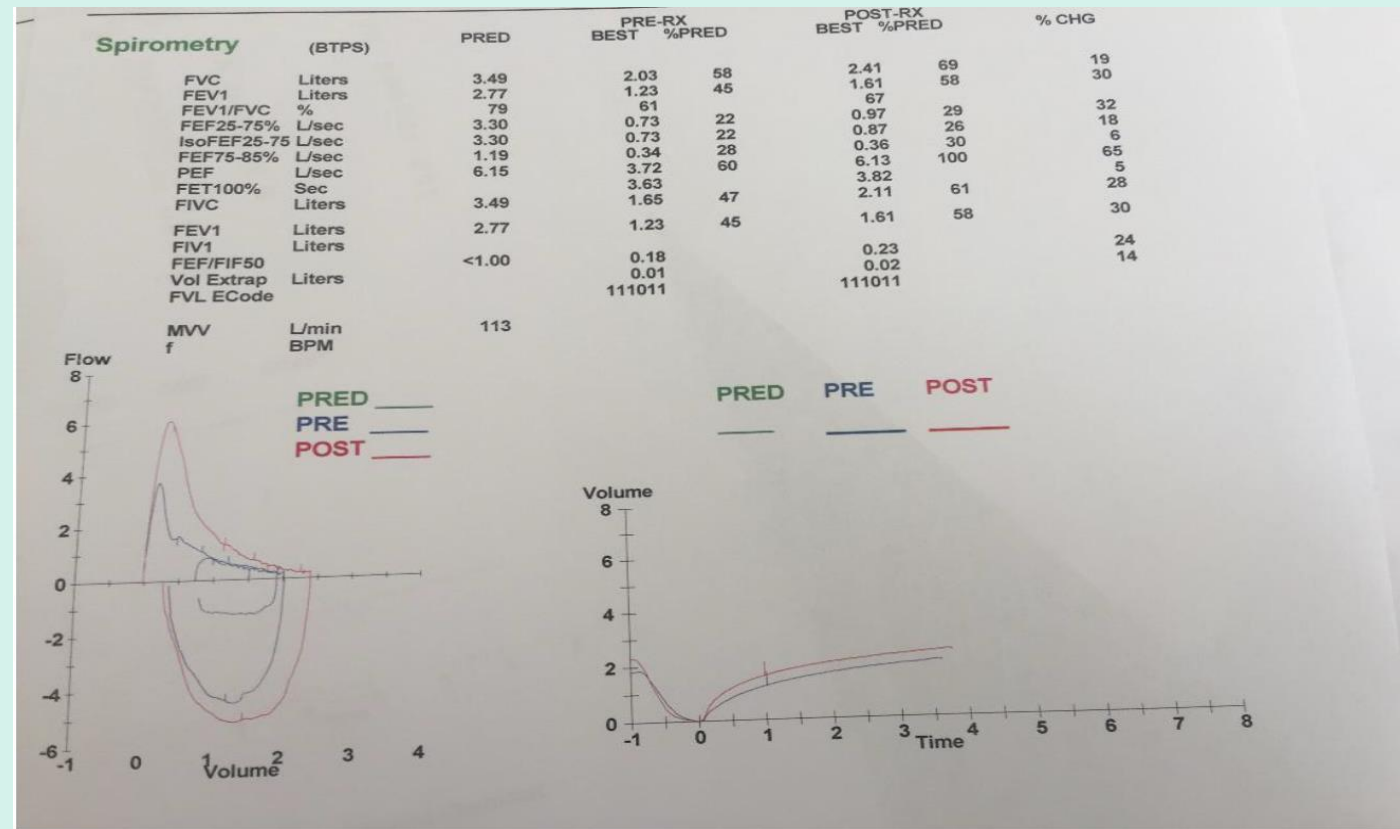 PRE-RX POST-RX
Spirometry (BTPS) PRED BEST %PRED BEST %PRED % CHG
FVC Liters 3.49 2.03 58 2.41 69 19
FEV1 Liters 2.77 1.23 45 1.61 58 30
FEV1/FVC % 79 61 67
FEF25-75% L/sec 3.30 0.73 22 0.97 29 32
IsoFEF25-75 L/sec 3.30 0.73 22 0.87 26 18
FEF75-85% L/sec 1.19 0.34 28 0.36 30 6
PEF L/sec 6.15 3.72 60 6.13 100 65
FET100% Sec 3.63 3.82 5
FIVC Liters 3.49 1.65 47 2.11 61 28
FEV1 Liters 2.77 1.23 45 1.61 58 30
FIV1 Liters
FEF/FIF50 <1.00 0.18 0.23 24
Vol Extrap Liters 0.01 0.02 14
FVL ECode 111011 111011
MVV L/min 113
f BPM
Flow
8
6
4
2
0
-2
-4
-6
-1 0 1 2 3 4
Volume
PRED
PRE
POST
PRED PRE POST
Volume
8
6
4
2
0
-1 0 1 2 3 4 5 6 7 8
Time